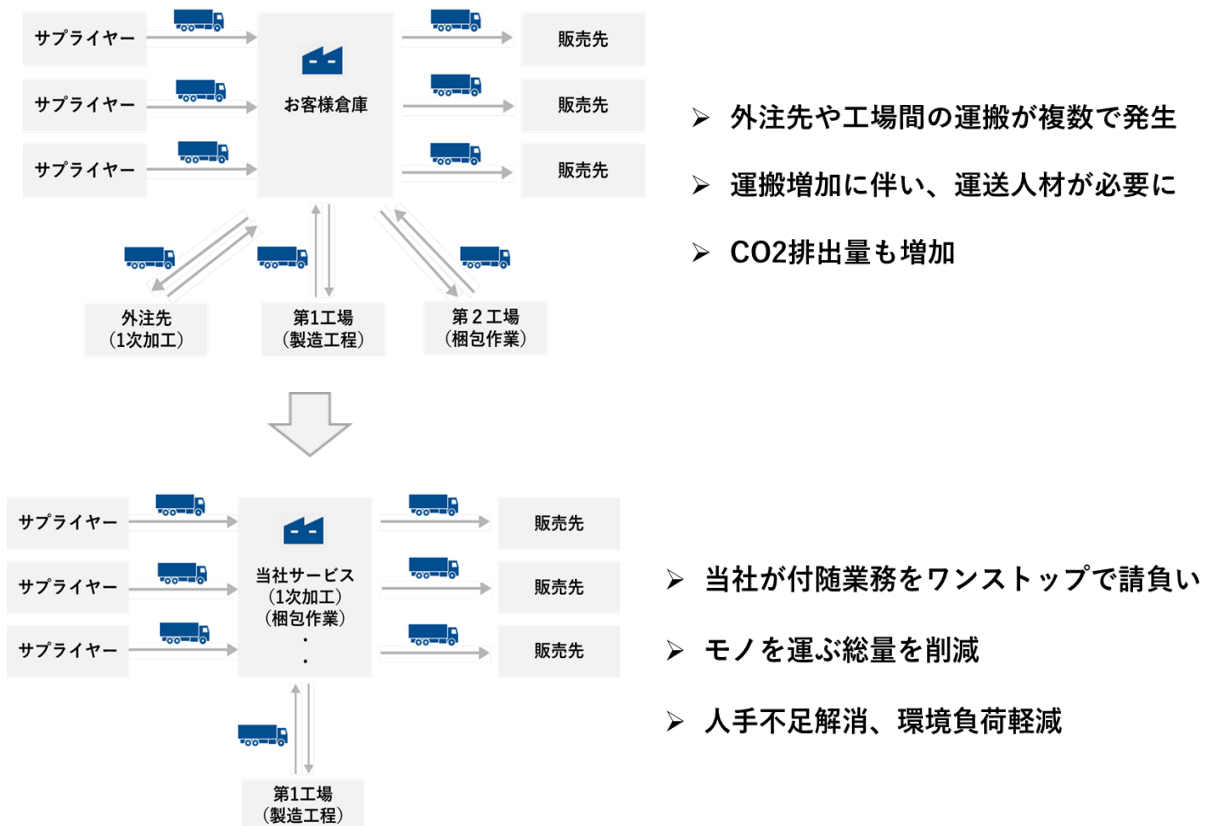 サプライヤー
サプライヤー
サプライヤー
お客様倉庫
販売先
販売先
販売先
外注先
（1次加工）
第1工場
（製造工程）
第２工場
（梱包作業）
➢ 外注先や工場間の運搬が複数で発生
➢ 運搬増加に伴い、運送人材が必要に
➢ CO2排出量も増加
サプライヤー
サプライヤー
サプライヤー
当社サービス
（1次加工）
（梱包作業）
・
・
販売先
販売先
販売先
第1工場
（製造工程）
➢ 当社が付随業務をワンストップで請負い
➢ モノを運ぶ総量を削減
➢ 人手不足解消、環境負荷軽減